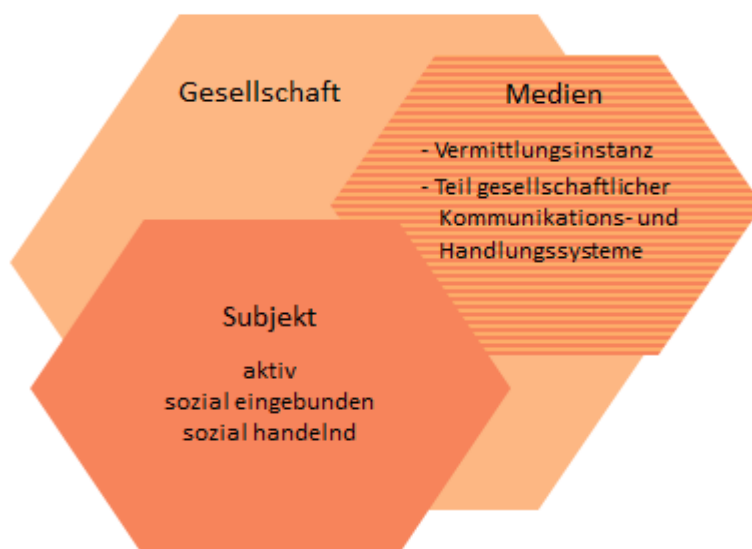 Gesellschaft
Medien
- Vermittlungsinstanz
- Teil gesellschaftlicher
Kommunikations- und
Handlungssysteme
Subjekt
aktiv
sozial eingebunden
sozial handelnd